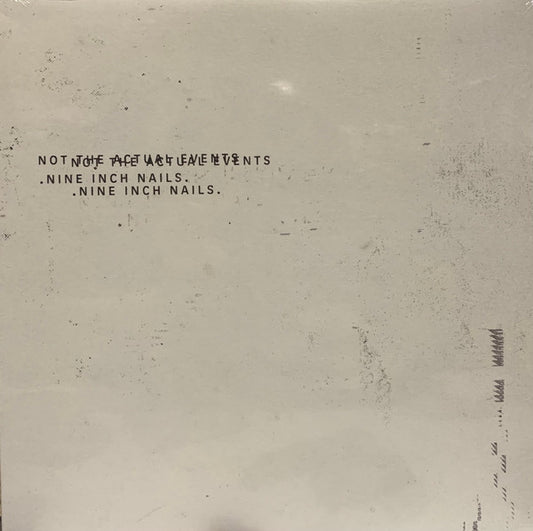 NOT THE ACTUAL EVENTS
NOT THE ACTUAL EVENTS
.NINE INCH NAILS.
.NINE INCH NAILS.